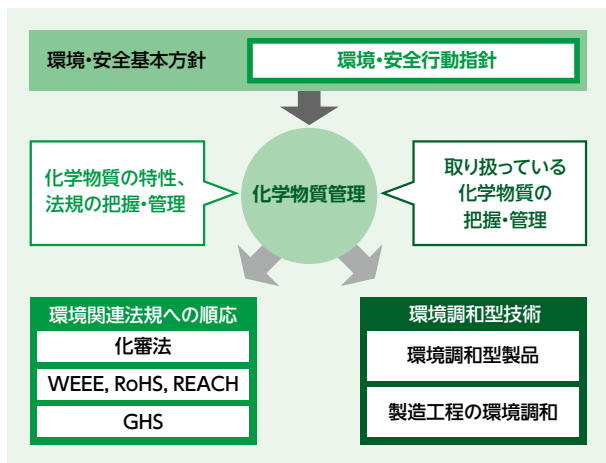 環境・安全基本方針
環境・安全行動指針
化学物質の特性、
法規の把握・管理
化学物質管理
取り扱っている
化学物質の
把握・管理
環境関連法規への順応
化審法
WEEE, RoHS, REACH
GHS
環境調和型技術
環境調和型製品
製造工程の環境調和